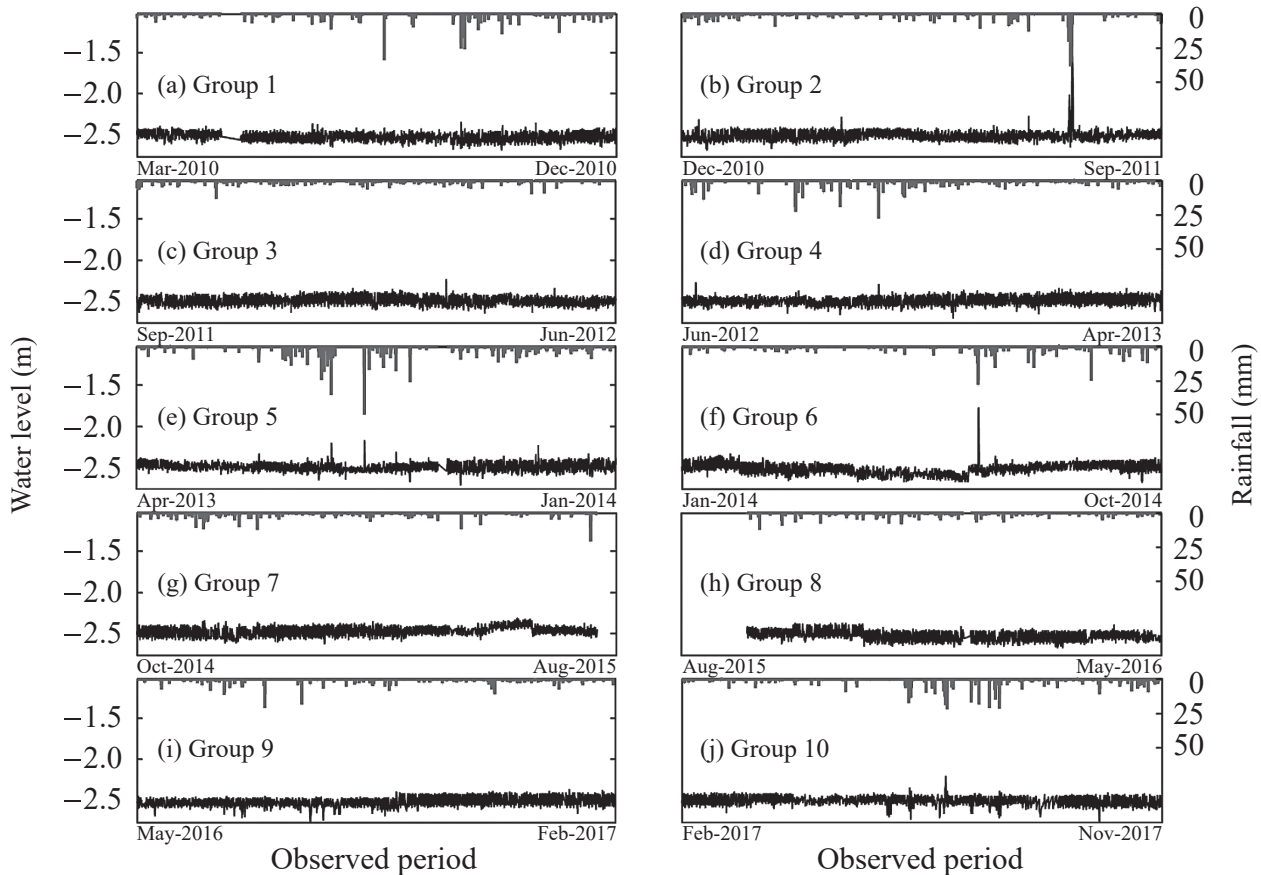 (a) Group 1
−1.5
−2.0
−2.5
Mar-2010 Dec-2010
(b) Group 2
0
25
50
Dec-2010 Sep-2011
(c) Group 3
−1.5
−2.0
−2.5
Sep-2011 Jun-2012
(d) Group 4
0
25
50
Jun-2012 Apr-2013
(e) Group 5
−1.5
−2.0
−2.5
Apr-2013 Jan-2014
(f) Group 6
0
25
50
Jan-2014 Oct-2014
(g) Group 7
−1.5
−2.0
−2.5
Oct-2014 Aug-2015
(h) Group 8
0
25
50
Aug-2015 May-2016
(i) Group 9
−1.5
−2.0
−2.5
May-2016 Feb-2017
(j) Group 10
0
25
50
Feb-2017 Nov-2017
Water level (m)
Rainfall (mm)
Observed period
Observed period